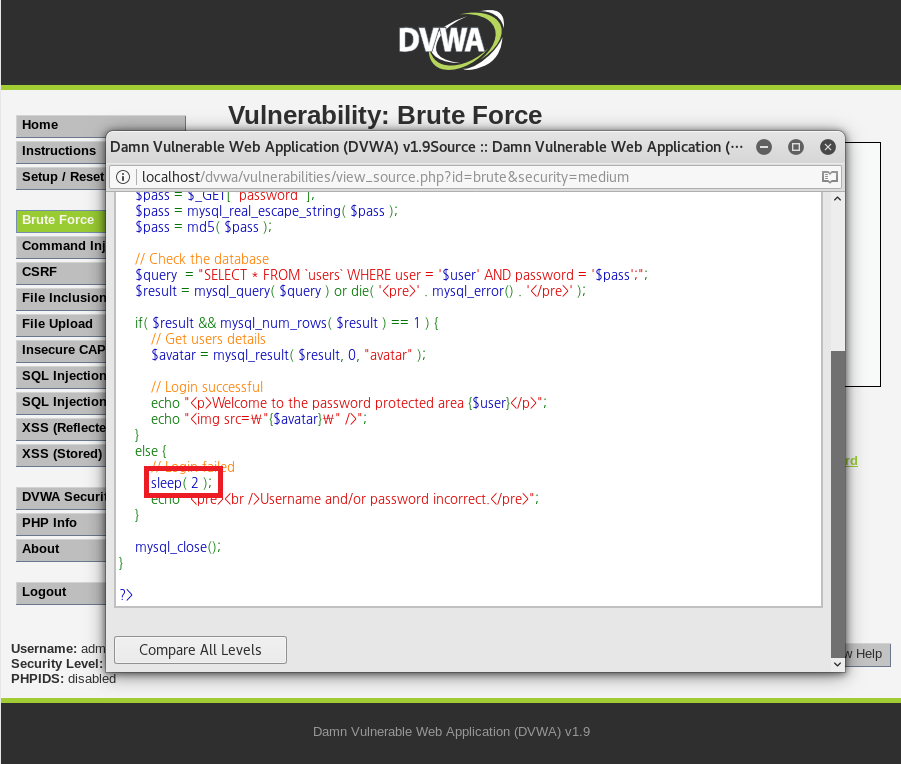 DVWA
Vulnerability: Brute Force
Home
Instructions
Setup / Reset
Brute Force
Command Inj
CSRF
File Inclusion
File Upload
Insecure CAP
SQL Injection
SQL Injection
XSS (Reflecte
XSS (Stored)
DVWA Securit
PHP Info
About
Logout
Damn Vulnerable Web Application (DVWA) v1.9Source :: Damn Vulnerable Web Application (···
localhost/dvwa/vulnerabilities/view_source.php?id=brute&security=medium
$pass = $_GET[ 'password' ];
$pass = mysql_real_escape_string( $pass );
$pass = md5( $pass );
// Check the database
$query  = "SELECT * FROM `users` WHERE user = '$user' AND password = '$pass';";
$result = mysql_query( $query ) or die( '<pre>' . mysql_error() . '</pre>' );
if( $result && mysql_num_rows( $result ) == 1 ) {
// Get users details
$avatar = mysql_result( $result, 0, "avatar" );
// Login successful
echo "<p>Welcome to the password protected area {$user}</p>";
echo "<img src=₩"{$avatar}₩" />";
}
else {
// Login failed
sleep( 2 );
echo "<pre><br />Username and/or password incorrect.</pre>";
}
mysql_close();
}
?>
Compare All Levels
rd
w Help
Username: adm
Security Level:
PHPIDS: disabled
Damn Vulnerable Web Application (DVWA) v1.9